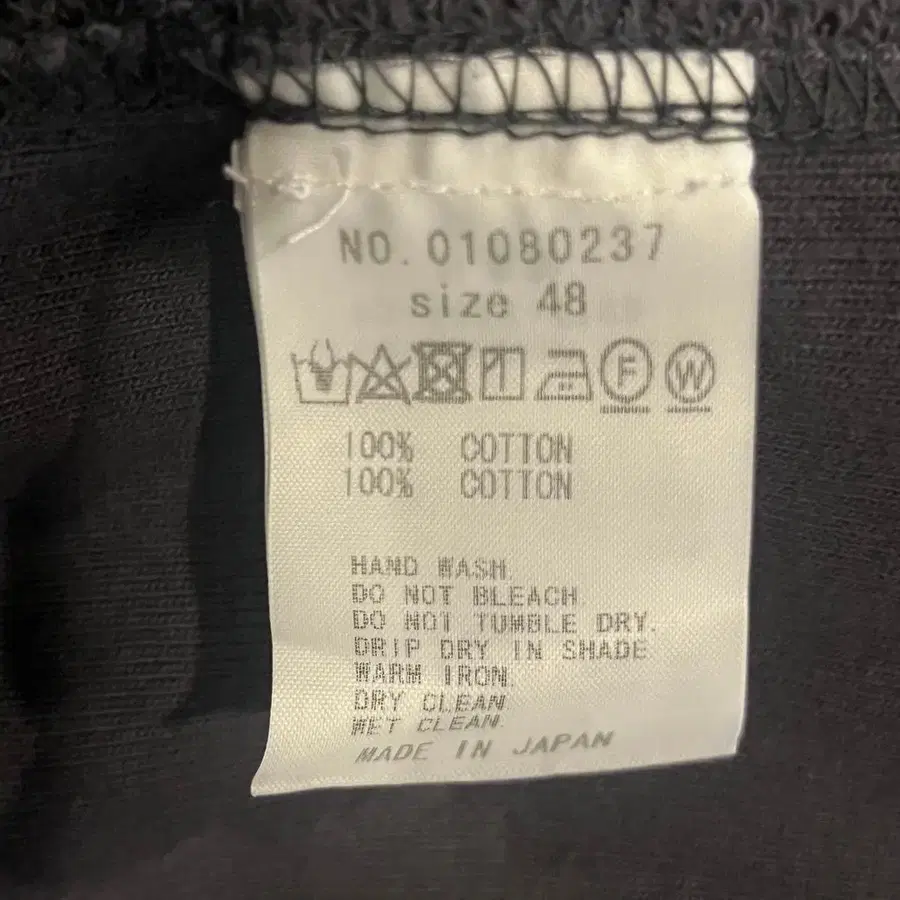 NO. 01080237
size 48
F W
100% COTTON
100% COTTON
HAND WASH.
DO NOT BLEACH.
DO NOT TUMBLE DRY.
DRIP DRY IN SHADE
WARM IRON.
DRY CLEAN.
WET CLEAN.
MADE IN JAPAN